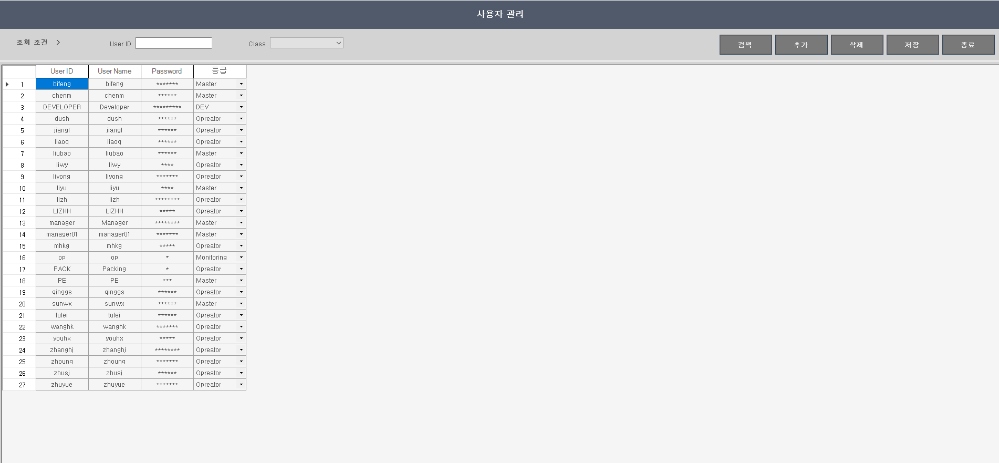 사용자 관리
조회 조건 > User ID Class 검색 추가 삭제 저장 종료
User ID User Name Password 등급
1 bifeng bifeng ******* Master
2 chenm chenm ****** Master
3 DEVELOPER Developer ********* DEV
4 dush dush ****** Opreator
5 jiangl jiangl ****** Opreator
6 liaoq liaoq ****** Opreator
7 liubao liubao ****** Master
8 liwy liwy **** Opreator
9 liyong liyong ******* Opreator
10 liyu liyu **** Master
11 lizh lizh ******** Opreator
12 LIZHH LIZHH ***** Opreator
13 manager Manager ******** Master
14 manager01 manager01 ******* Master
15 mhkg mhkg ***** Opreator
16 op op * Monitoring
17 PACK Packing * Opreator
18 PE PE *** Master
19 qinggs qinggs ****** Opreator
20 sunwx sunwx ****** Master
21 tulei tulei ****** Opreator
22 wanghk wanghk ******* Opreator
23 youhx youhx ***** Opreator
24 zhanghj zhanghj ******** Opreator
25 zhounq zhounq ******* Opreator
26 zhusj zhusj ****** Opreator
27 zhuyue zhuyue ******* Opreator